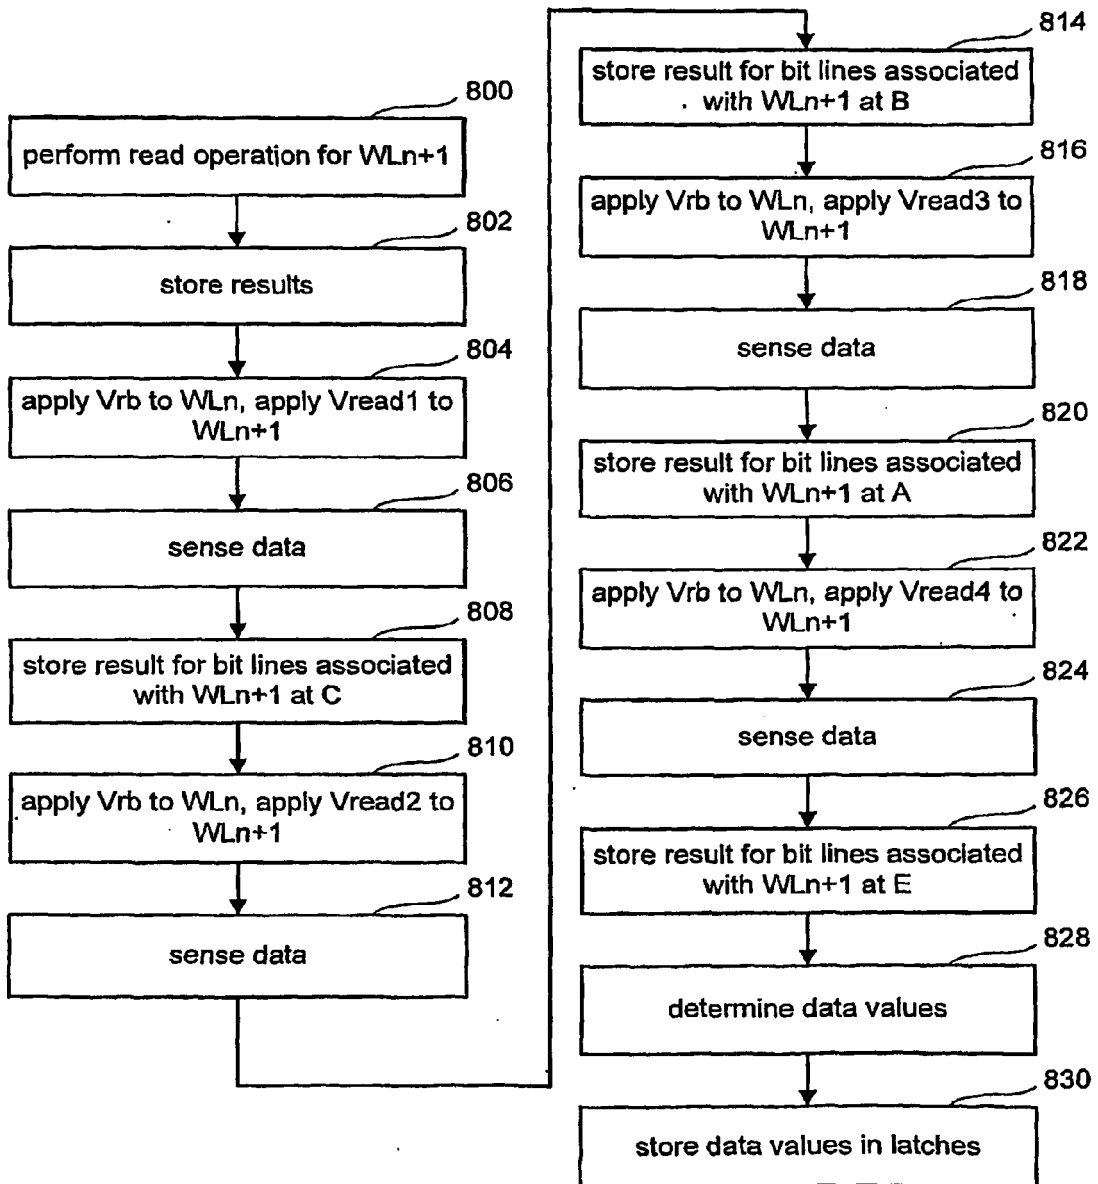 800
perform read operation for WLn+1
802
store results
804
apply Vrb to WLn, apply Vread1 to
WLn+1
806
sense data
808
store result for bit lines associated
with WLn+1 at C
810
apply Vrb to WLn, apply Vread2 to
WLn+1
812
sense data
814
store result for bit lines associated
with WLn+1 at B
816
apply Vrb to WLn, apply Vread3 to
WLn+1
818
sense data
820
store result for bit lines associated
with WLn+1 at A
822
apply Vrb to WLn, apply Vread4 to
WLn+1
824
sense data
826
store result for bit lines associated
with WLn+1 at E
828
determine data values
830
store data values in latches